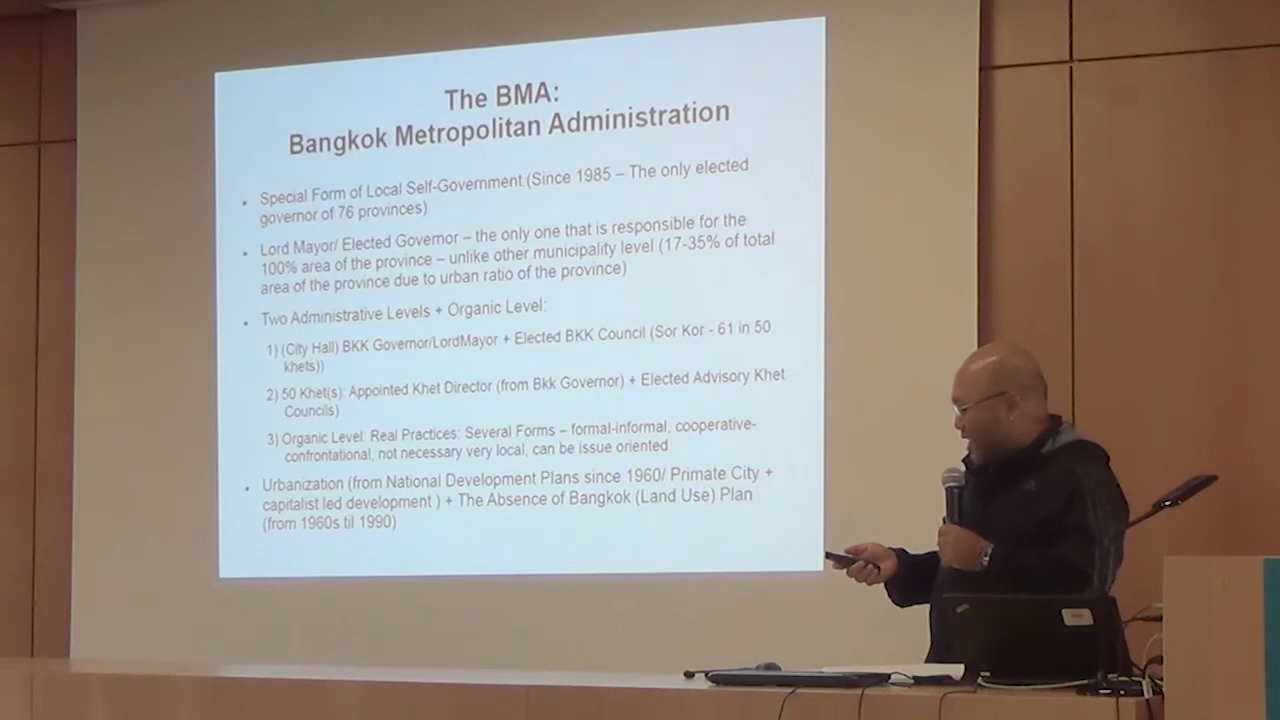 The BMA:
Bangkok Metropolitan Administration
• Special Form of Local Self-Government (Since 1985 – The only elected
governor of 76 provinces)
• Lord Mayor/ Elected Governor – the only one that is responsible for the
100% area of the province – unlike other municipality level (17-35% of total
area of the province due to urban ratio of the province)
• Two Administrative Levels + Organic Level:
1) (City Hall) BKK Governor/LordMayor + Elected BKK Council (Sor Kor - 61 in 50
khets))
2) 50 Khet(s): Appointed Khet Director (from Bkk Governor) + Elected Advisory Khet
Councils)
3) Organic Level: Real Practices: Several Forms – formal-informal, cooperative-
confrontational, not necessary very local, can be issue oriented
• Urbanization (from National Development Plans since 1960/ Primate City +
capitalist led development ) + The Absence of Bangkok (Land Use) Plan
(from 1960s til 1990)